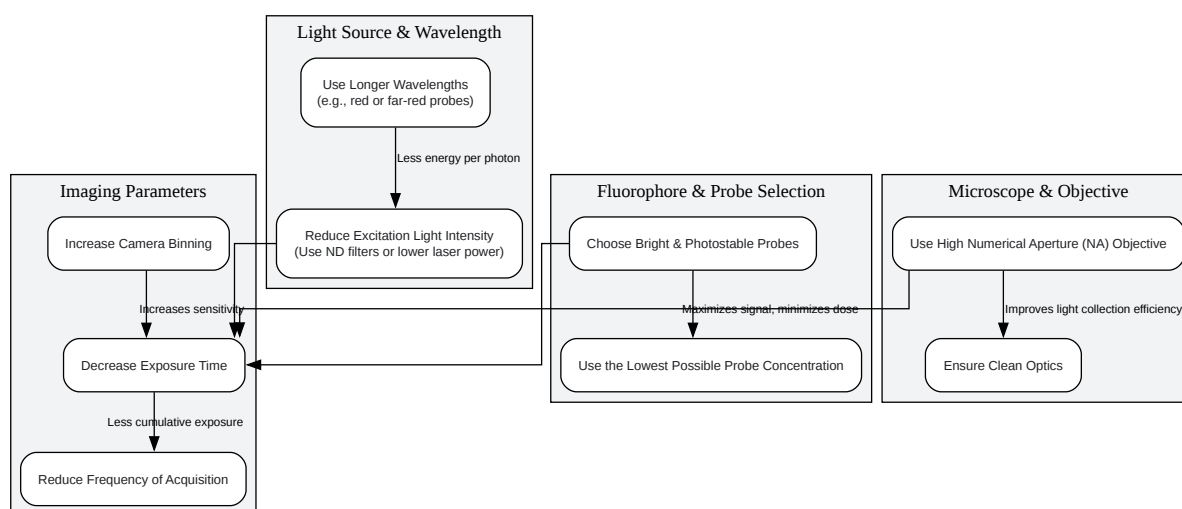 Light Source & Wavelength
Use Longer Wavelengths
(e.g., red or far-red probes)
Less energy per photon
Reduce Excitation Light Intensity
(Use ND filters or lower laser power)
Imaging Parameters
Increase Camera Binning
Increases sensitivity
Decrease Exposure Time
Less cumulative exposure
Reduce Frequency of Acquisition
Fluorophore & Probe Selection
Choose Bright & Photostable Probes
Maximizes signal, minimizes dose
Use the Lowest Possible Probe Concentration
Microscope & Objective
Use High Numerical Aperture (NA) Objective
Improves light collection efficiency
Ensure Clean Optics